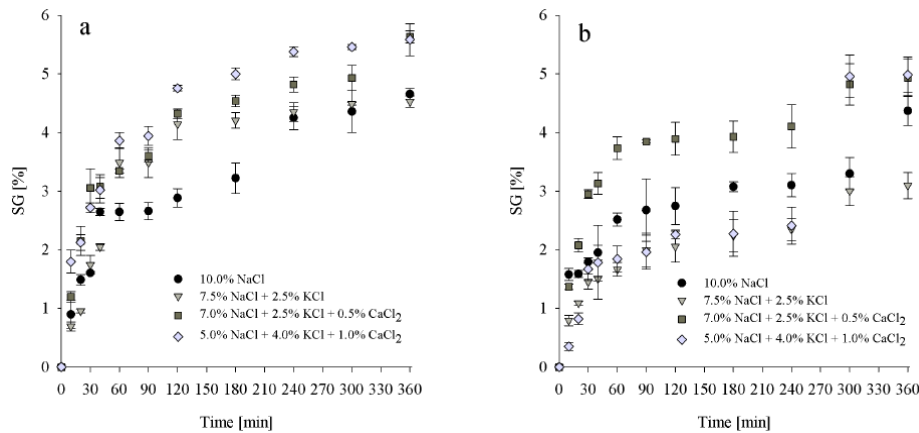 a
6
5
4
3
2
1
0
SG [%]
10.0% NaCl
7.5% NaCl + 2.5% KCl
7.0% NaCl + 2.5% KCl + 0.5% CaCl2
5.0% NaCl + 4.0% KCl + 1.0% CaCl2
0 30 60 90 120 150 180 210 240 270 300 330 360
Time [min]
b
6
5
4
3
2
1
0
SG [%]
10.0% NaCl
7.5% NaCl + 2.5% KCl
7.0% NaCl + 2.5% KCl + 0.5% CaCl2
5.0% NaCl + 4.0% KCl + 1.0% CaCl2
0 30 60 90 120 150 180 210 240 270 300 330 360
Time [min]